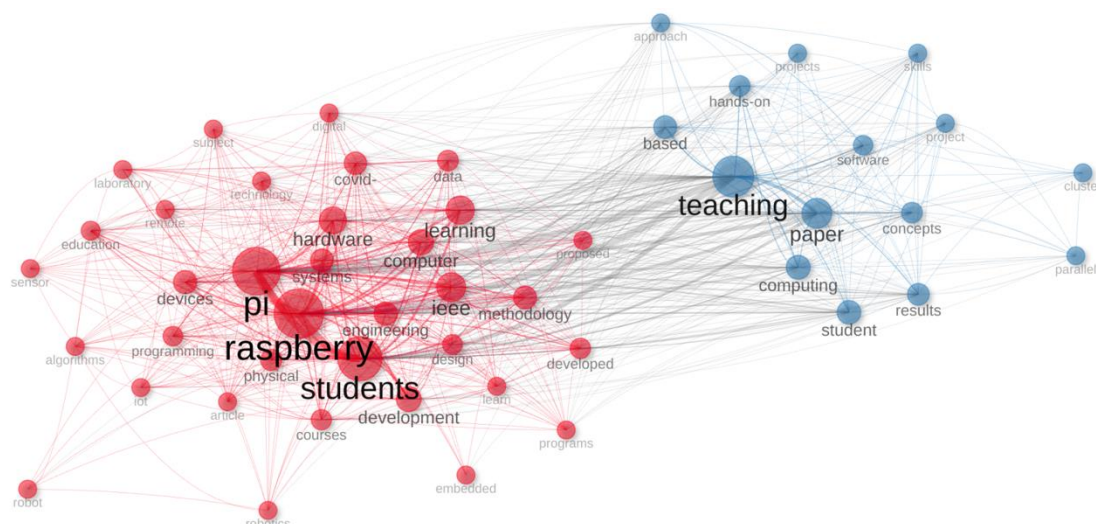 approach
projects
skills
hands-on
digital
based
project
subject
software
covid-
data
laboratory
technology
cluster
teaching
remote
learning
paper
concepts
hardware
education
computer
proposed
sensor
systems
parallel
devices
computing
pi
ieee
methodology
results
engineering
student
programming
raspberry
algorithms
design
developed
physical
students
iot
learn
article
development
courses
programs
embedded
robot
robotics